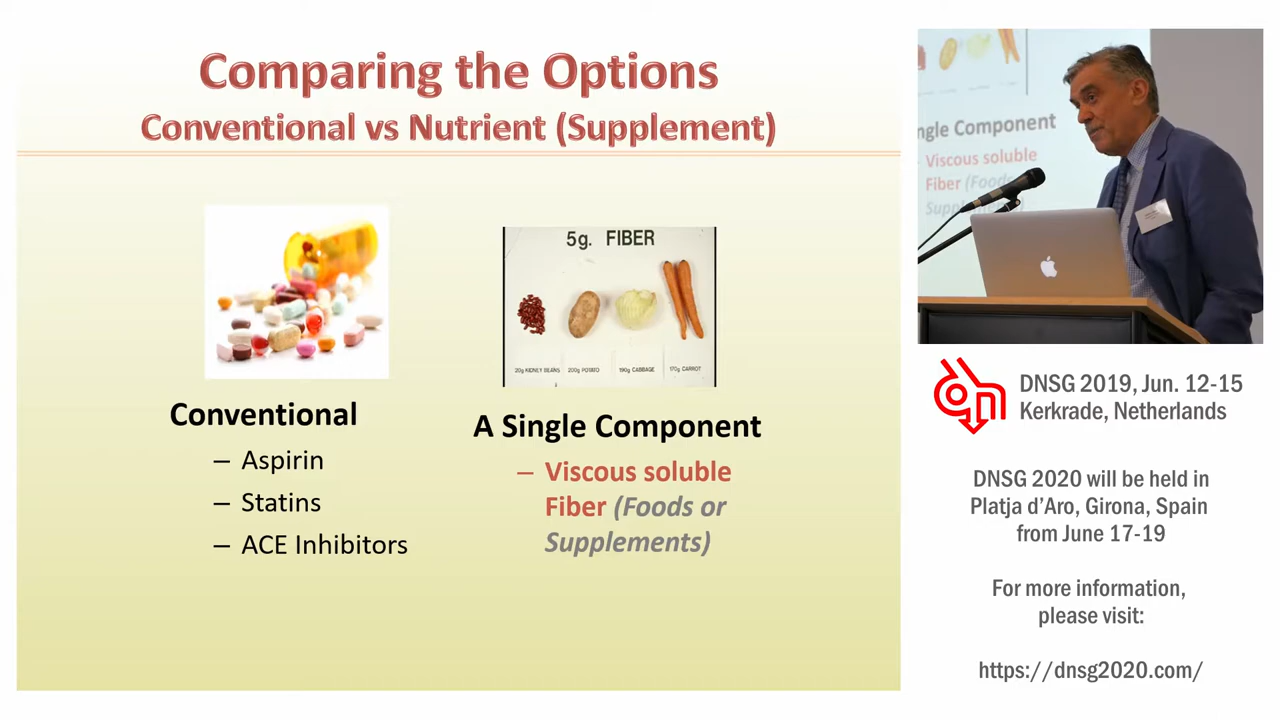 Comparing the Options
Conventional vs Nutrient (Supplement)
5g. FIBER
20g KIDNEY BEANS
200g POTATO
190g CABBAGE
170g CARROT
Conventional
– Aspirin
– Statins
– ACE Inhibitors
A Single Component
– Viscous soluble
Fiber (Foods or
Supplements)
ngle Component
Viscous soluble
Fiber (Foods
Supplements)
DNSG 2019, Jun. 12-15
Kerkrade, Netherlands
DNSG 2020 will be held in
Platja d’Aro, Girona, Spain
from June 17-19
For more information,
please visit:
https://dnsg2020.com/